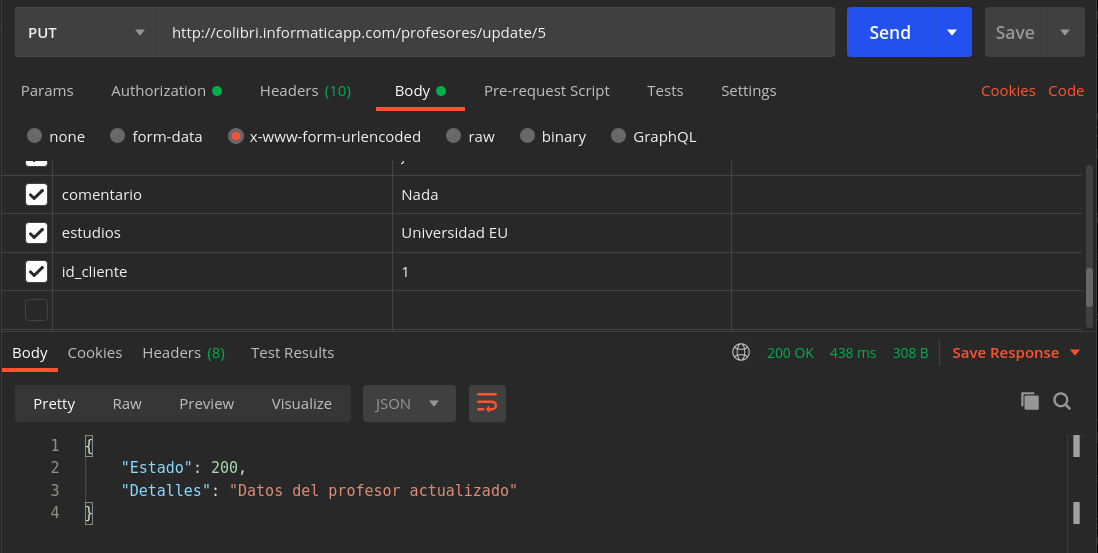 PUT http://colibri.informaticapp.com/profesores/update/5 Send Save
Params Authorization Headers (10) Body Pre-request Script Tests Settings Cookies Code
none form-data x-www-form-urlencoded raw binary GraphQL
comentario Nada
estudios Universidad EU
id_cliente 1
Body Cookies Headers (8) Test Results 200 OK 438 ms 308 B Save Response
Pretty Raw Preview Visualize JSON
1 {
2 "Estado": 200,
3 "Detalles": "Datos del profesor actualizado"
4 }